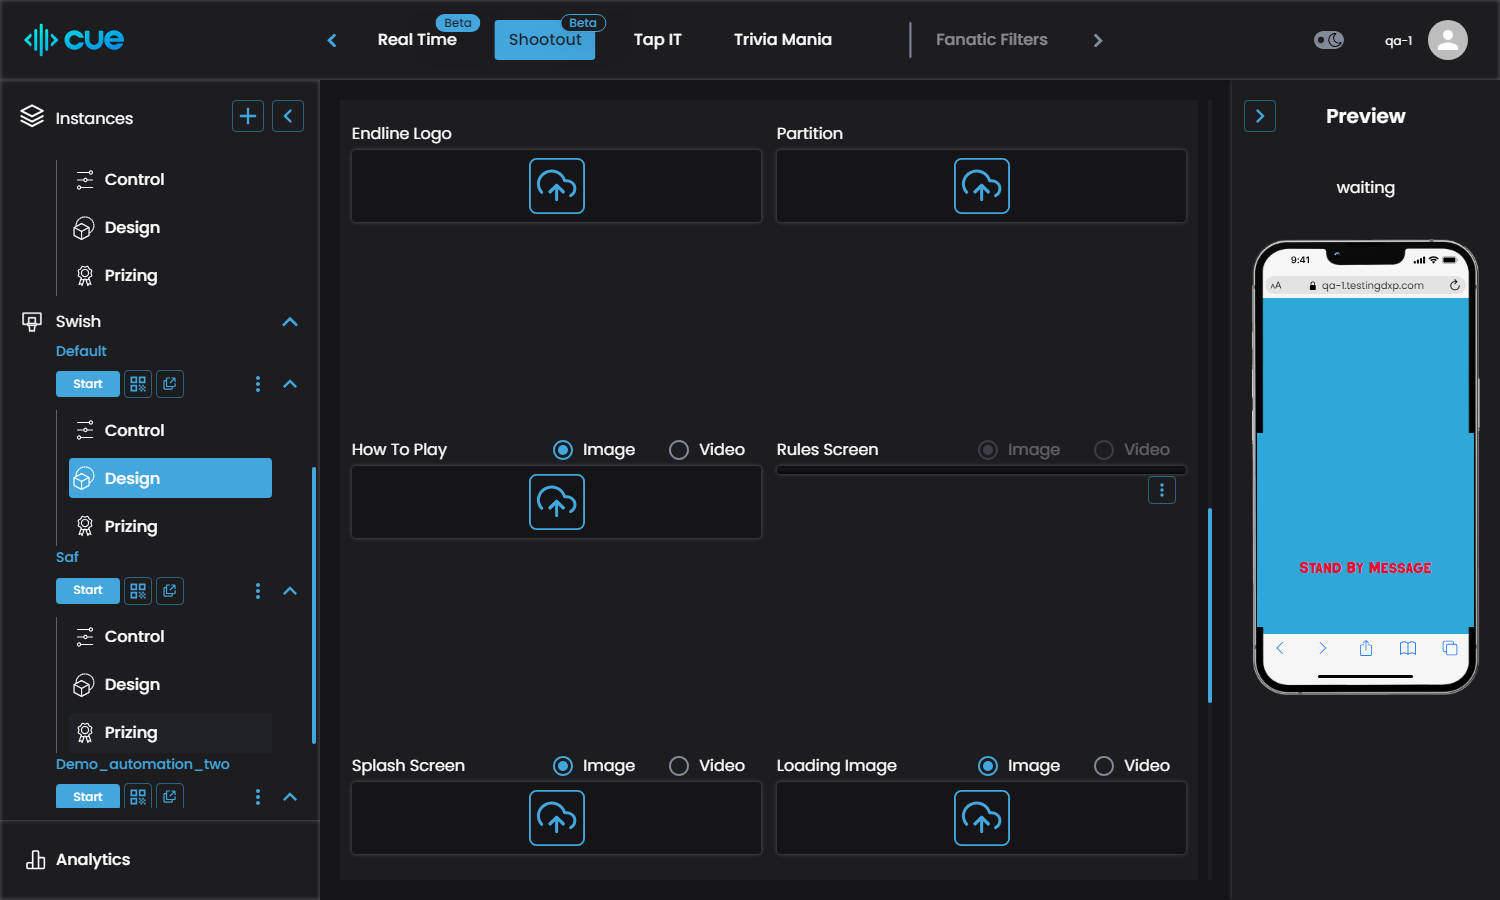 cue
Real Time
Beta
Shootout
Beta
Tap IT
Trivia Mania
Fanatic Filters
qa-1
Instances
Control
Design
Prizing
Swish
Default
Start
Control
Design
Prizing
Saf
Start
Control
Design
Prizing
Demo_automation_two
Start
Analytics
Endline Logo
Partition
How To Play
Image
Video
Rules Screen
Image
Video
Splash Screen
Image
Video
Loading Image
Image
Video
Preview
waiting
9:41
AA
qa-1.testingdxp.com
Stand By Message